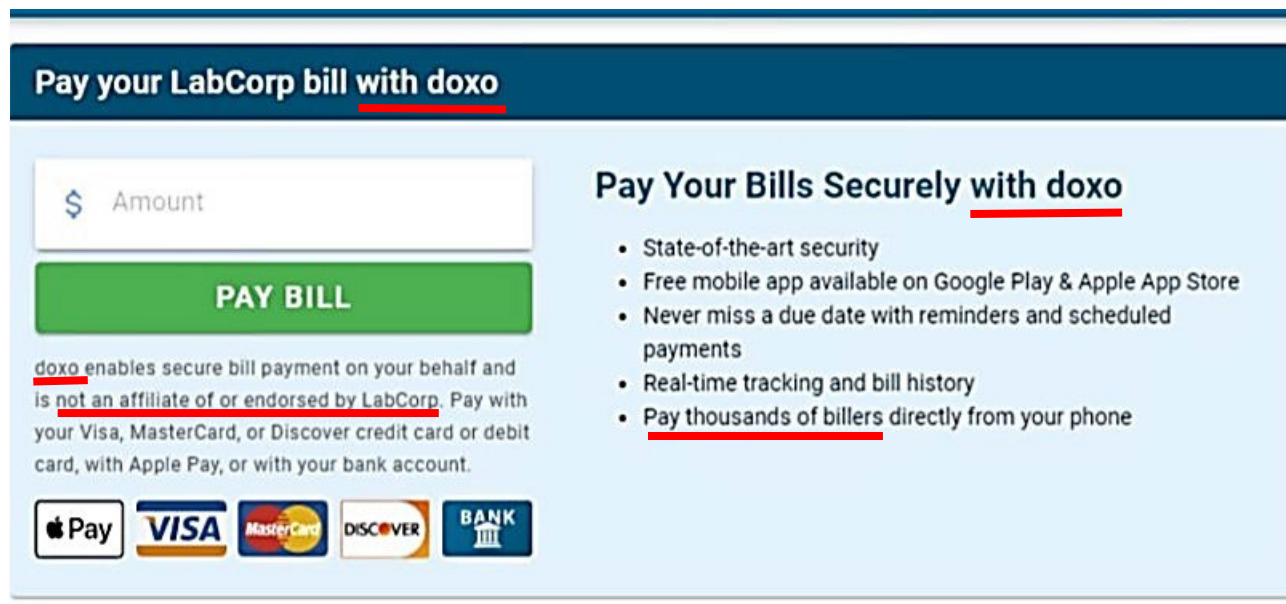 Pay your LabCorp bill with doxo
$ Amount
PAY BILL
doxo enables secure bill payment on your behalf and
is not an affiliate of or endorsed by LabCorp. Pay with
your Visa, MasterCard, or Discover credit card or debit
card, with Apple Pay, or with your bank account.
Pay VISA MasterCard DISCOVER BANK
Pay Your Bills Securely with doxo
• State-of-the-art security
• Free mobile app available on Google Play & Apple App Store
• Never miss a due date with reminders and scheduled
payments
• Real-time tracking and bill history
• Pay thousands of billers directly from your phone